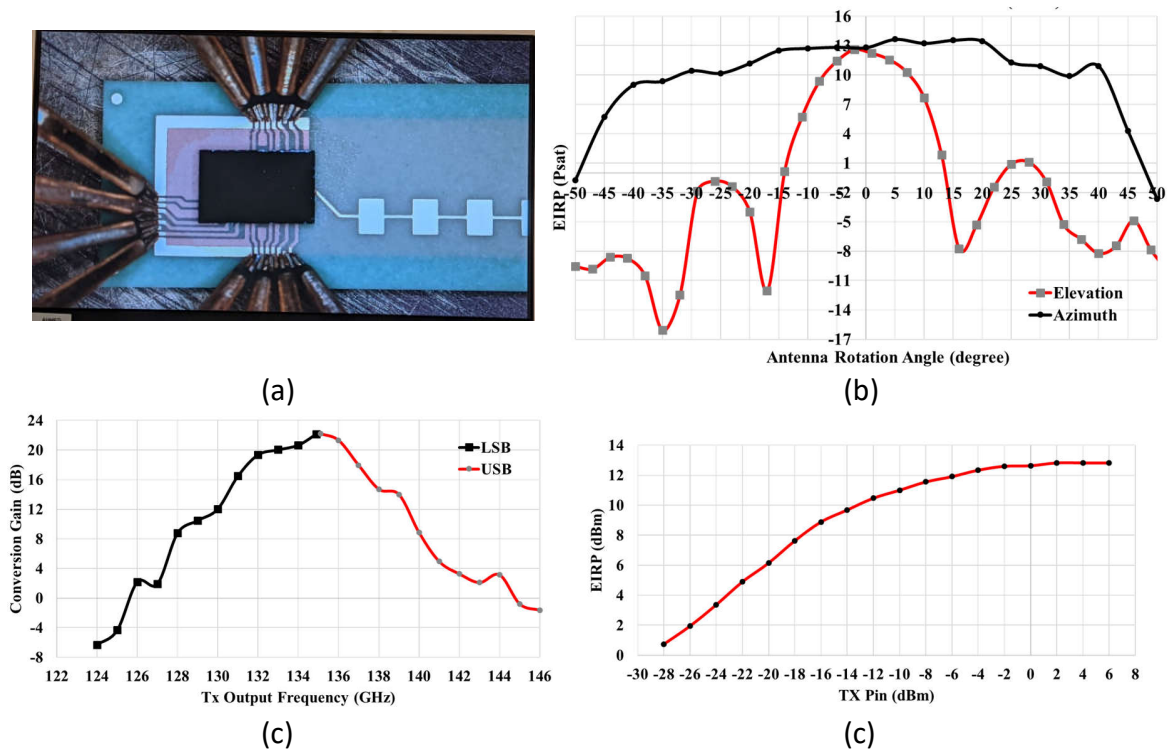 16
13
10
7
4
1
-2
-5
-8
-11
-14
-17
-50 -45 -40 -35 -30 -25 -20 -15 -10 -5 0 5 10 15 20 25 30 35 40 45 50
EIRP (Psat)
Elevation
Azimuth
Antenna Rotation Angle (degree)
(a)
(b)
24
20
16
12
8
4
0
-4
-8
Conversion Gain (dB)
LSB
USB
122 124 126 128 130 132 134 136 138 140 142 144 146
Tx Output Frequency (GHz)
(c)
14
12
10
8
6
4
2
0
EIRP (dBm)
-30 -28 -26 -24 -22 -20 -18 -16 -14 -12 -10 -8 -6 -4 -2 0 2 4 6 8
TX Pin (dBm)
(c)